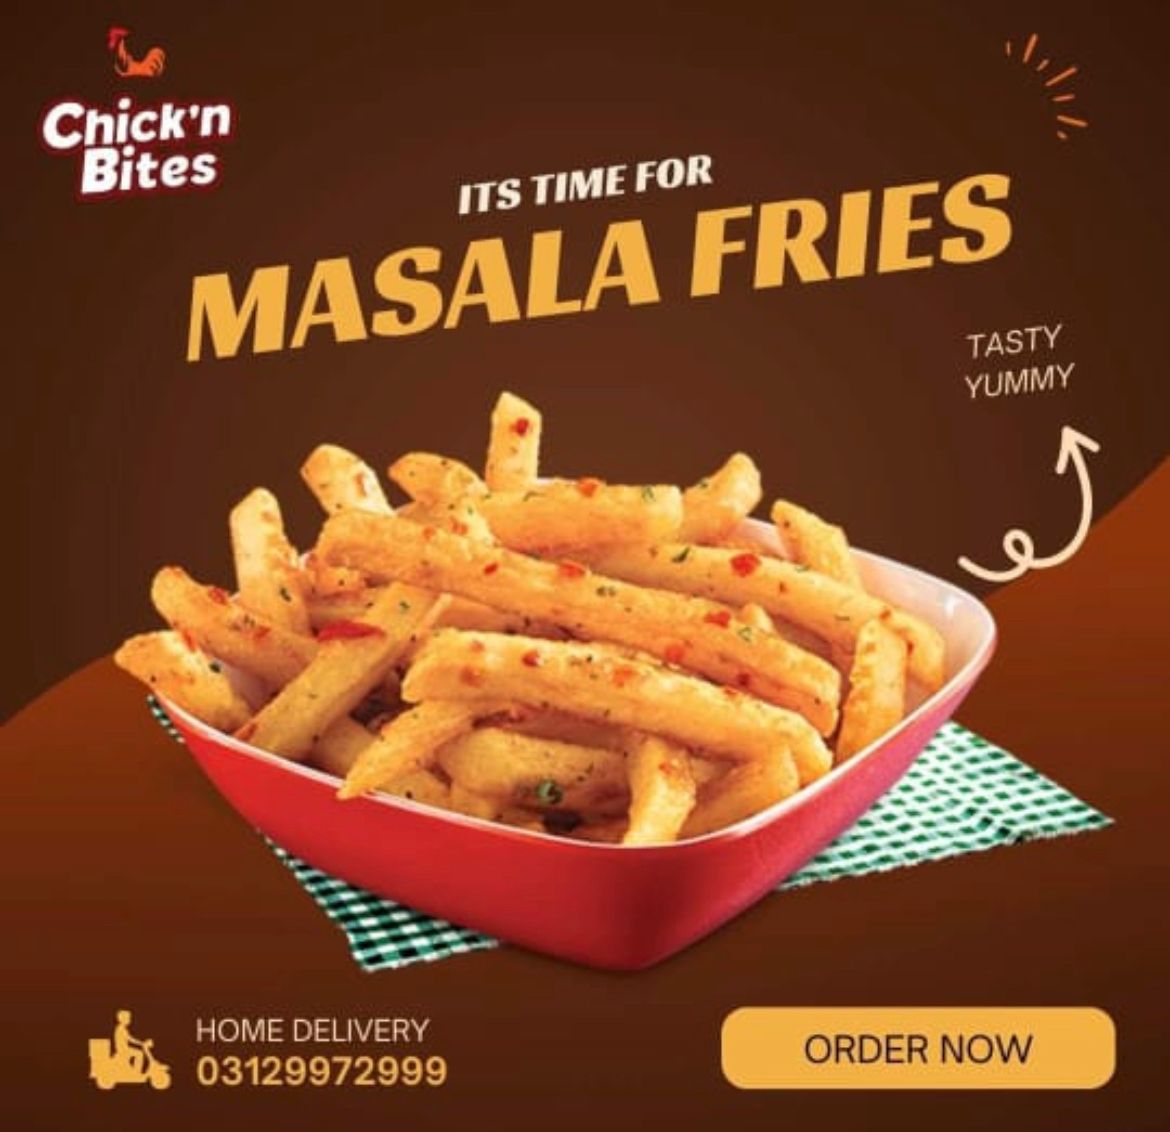 Chick'n
Bites
ITS TIME FOR
MASALA FRIES
TASTY
YUMMY
HOME DELIVERY
03129972999
ORDER NOW